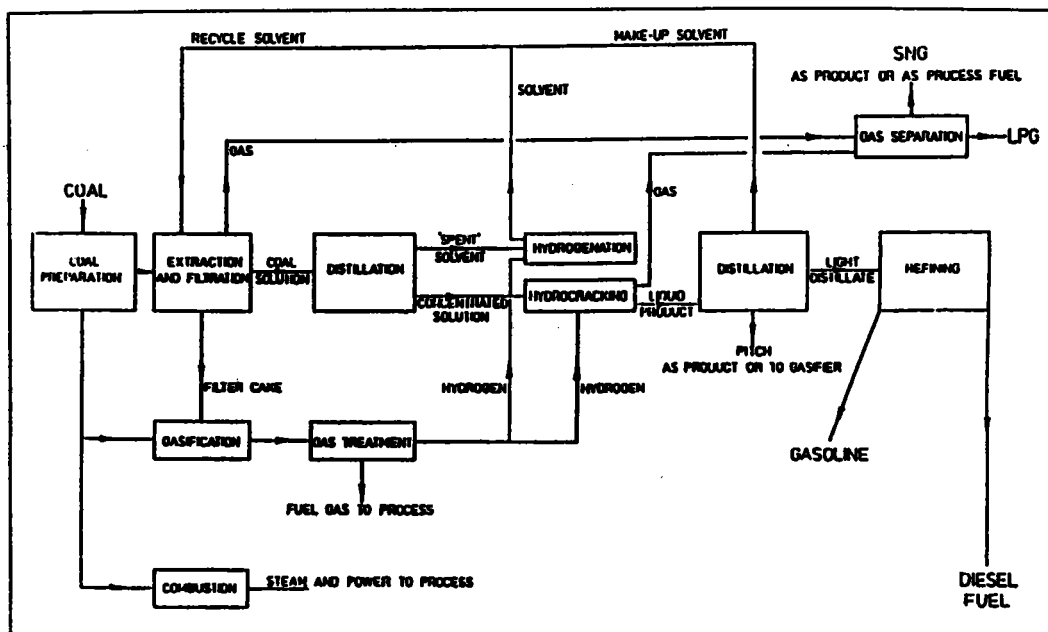 RECYCLE SOLVENT
MAKE-UP SOLVENT
SNG
AS PRODUCT OR AS PRUCESS FUEL
SOLVENT
GAS SEPARATION
LPG
GAS
GAS
COAL
COAL
PREPARATION
EXTRACTION
AND FILTRATION
COAL
SOLUTION
DISTILLATION
'SPENT'
SOLVENT
HYDROGENATION
CONCENTRATED
SOLUTION
HYDROCRACKING
LIQUID
PRODUCT
DISTILLATION
LIGHT
DISTILLATE
REFINING
PITCH
AS PRODUCT OR TO GASIFIER
FILTER CAKE
HYDROGEN
HYDROGEN
GASIFICATION
GAS TREATMENT
GASOLINE
FUEL GAS TO PROCESS
COMBUSTION
STEAM AND POWER TO PROCESS
DIESEL
FUEL